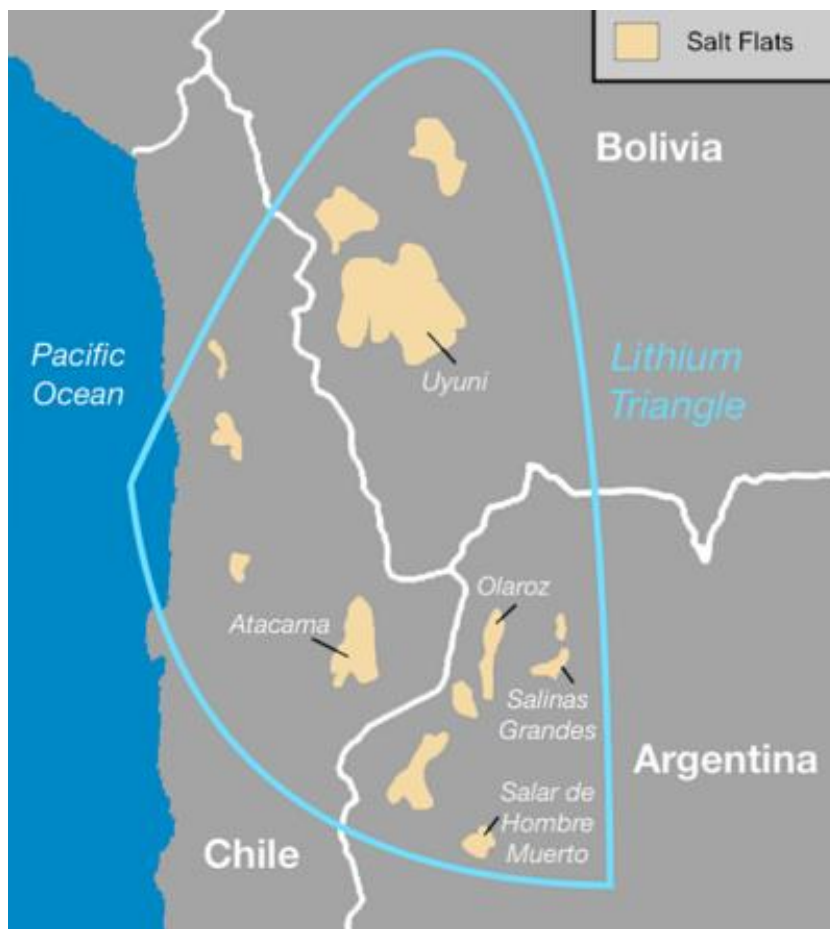 Salt Flats
Bolivia
Pacific
Ocean
Lithium
Triangle
Uyuni
Olaroz
Atacama
Salinas
Grandes
Argentina
Salar de
Hombre
Muerto
Chile